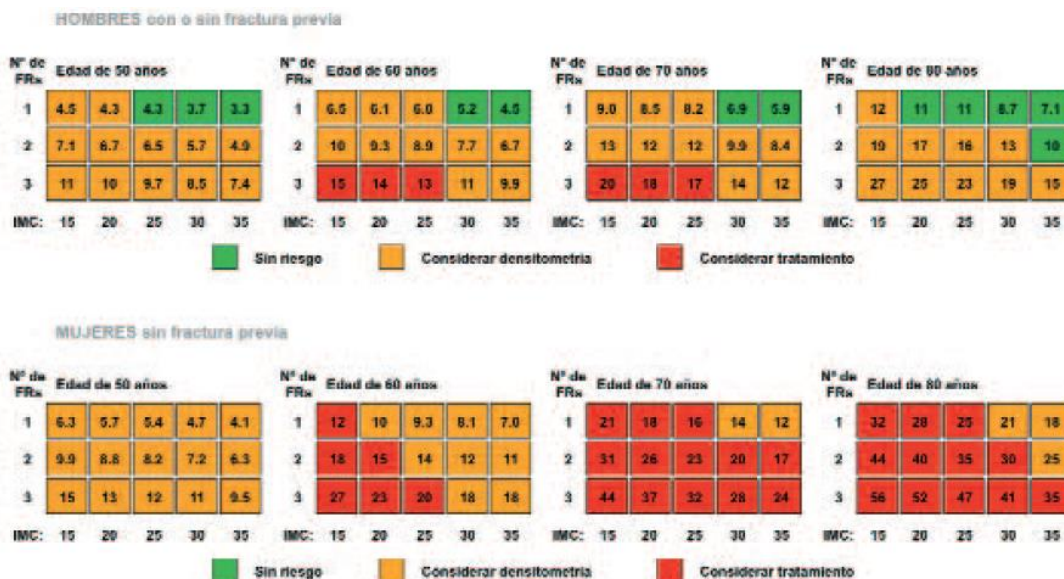 HOMBRES con o sin fractura previa
Nº de FRs Edad de 50 años Nº de FRs Edad de 60 años Nº de FRs Edad de 70 años Nº de FRs Edad de 80 años
1 4.5 4.3 4.3 3.7 3.3 1 6.5 6.1 6.0 5.2 4.5 1 9.0 8.5 8.2 6.9 5.9 1 12 11 11 8.7 7.1
2 7.1 6.7 6.5 5.7 4.9 2 10 9.3 8.9 7.7 6.7 2 13 12 12 9.9 8.4 2 19 17 16 13 10
3 11 10 9.7 8.5 7.4 3 15 14 13 11 9.9 3 20 18 17 14 12 3 27 25 23 19 15
IMC: 15 20 25 30 35 IMC: 15 20 25 30 35 IMC: 15 20 25 30 35 IMC: 15 20 25 30 35
Sin riesgo Considerar densitometría Considerar tratamiento
MUJERES sin fractura previa
Nº de FRs Edad de 50 años Nº de FRs Edad de 60 años Nº de FRs Edad de 70 años Nº de FRs Edad de 80 años
1 6.3 5.7 5.4 4.7 4.1 1 12 10 9.3 8.1 7.0 1 21 18 16 14 12 1 32 28 25 21 18
2 9.9 8.8 8.2 7.2 6.3 2 18 15 14 12 11 2 31 26 23 20 17 2 44 40 35 30 25
3 15 13 12 11 9.5 3 27 23 20 18 18 3 44 37 32 28 24 3 56 52 47 41 35
IMC: 15 20 25 30 35 IMC: 15 20 25 30 35 IMC: 15 20 25 30 35 IMC: 15 20 25 30 35
Sin riesgo Considerar densitometría Considerar tratamiento